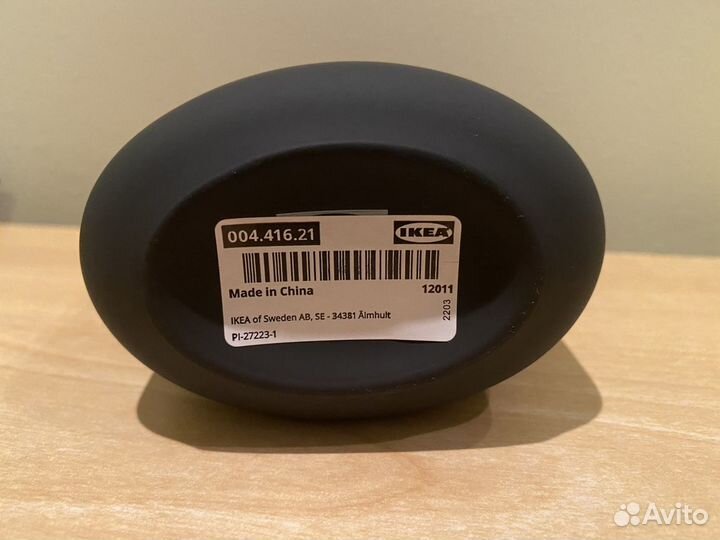 004.416.21 IKEA
Made in China 12011
IKEA of Sweden AB, SE - 34381 Älmhult
PI-27223-1
2203
Avito